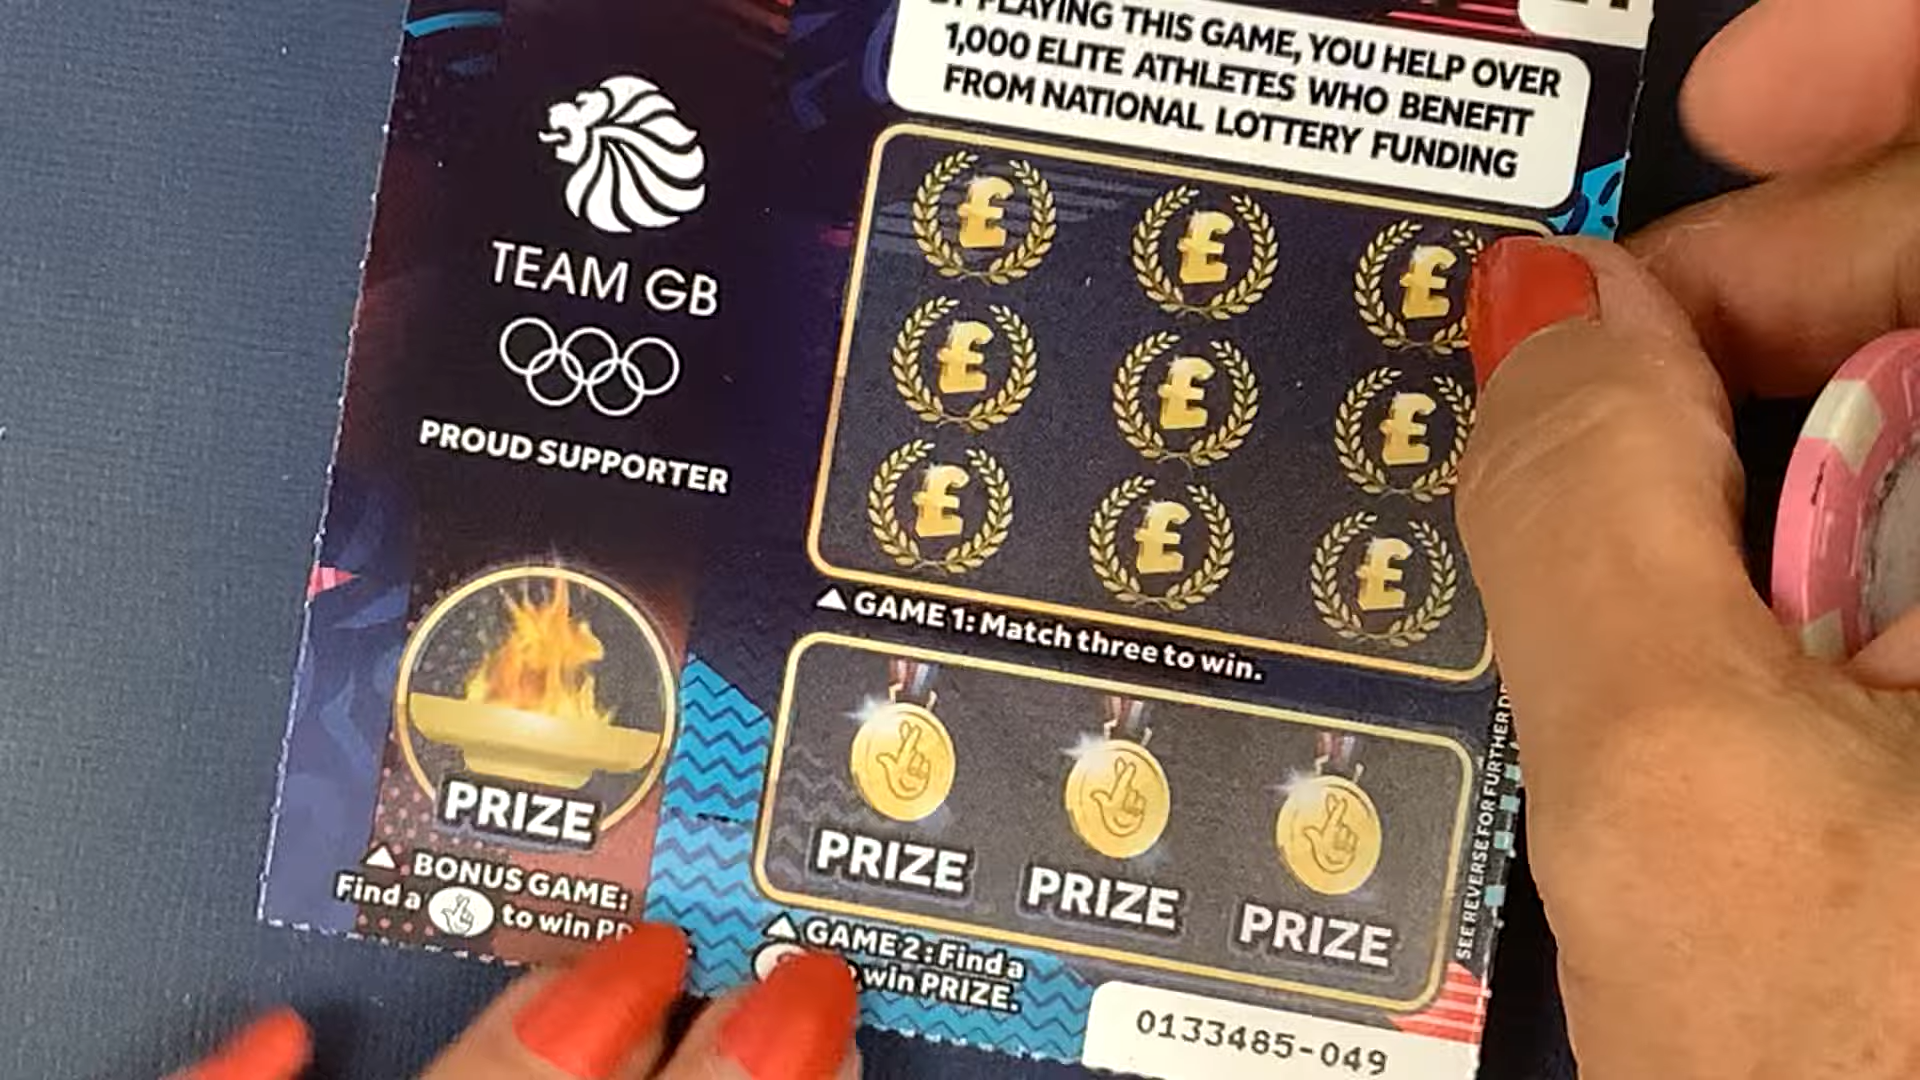 PLAYING THIS GAME, YOU HELP OVER
1,000 ELITE ATHLETES WHO BENEFIT
FROM NATIONAL LOTTERY FUNDING
TEAM GB
PROUD SUPPORTER
£ £ £
£ £ £
£ £ £
GAME 1: Match three to win.
PRIZE
BONUS GAME:
Find a to win
PRIZE PRIZE PRIZE
GAME 2: Find a
win PRIZE.
SEE REVERSE FOR FURTHER
0133485-049